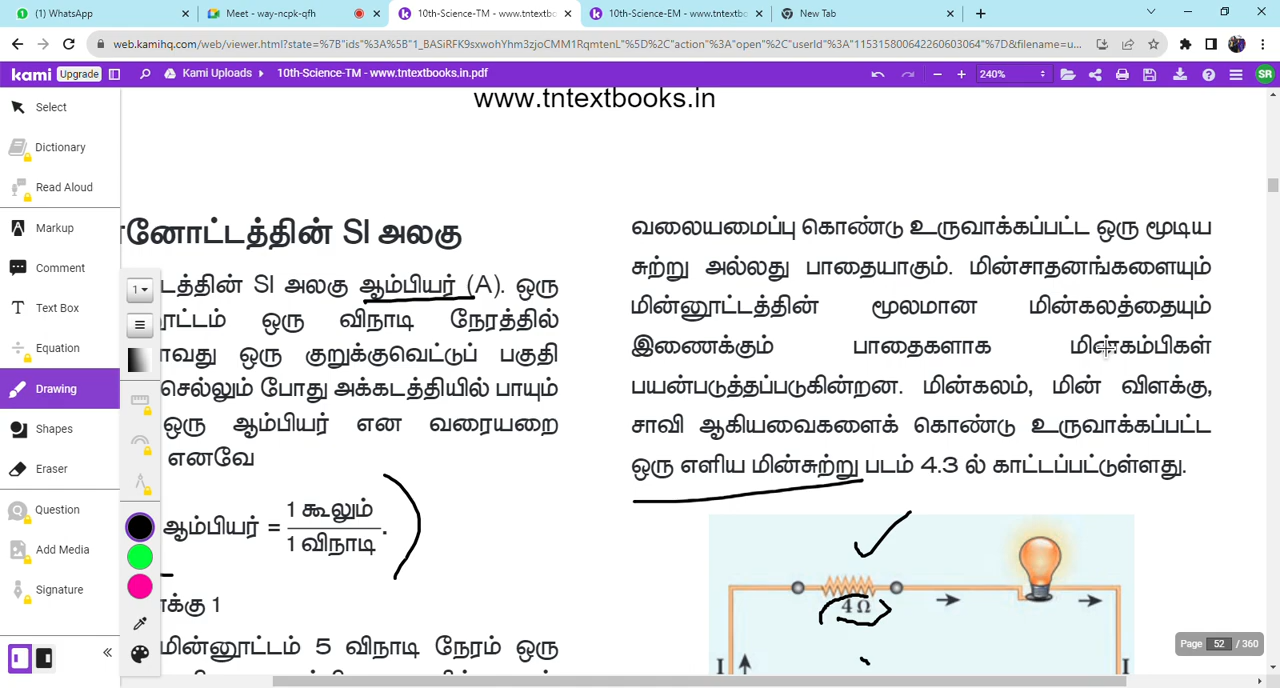 WhatsApp
Meet - way-ncpk-qfh
10th-Science-TM - www.tntextbo
10th-Science-EM - www.tntextboo
New Tab
web.kamihq.com/web/viewer.html?state=%7B"ids"%3A%5B"1_BASiRFK9sxwohYhm3zjoCMM1RqmtenL"%5D%2C"action"%3A"open"%2C"userId"%3A"115315800642260603064"%7D&filename=u...
kami Upgrade Kami Uploads 10th-Science-TM - www.tntextbooks.in.pdf 240% SR
www.tntextbooks.in
Select
Dictionary
Read Aloud
Markup
Comment
Text Box
Equation
Drawing
Shapes
Eraser
Question
Add Media
Signature
1
னோட்டத்தின் SI அலகு
டத்தின் SI அலகு ஆம்பியர் (A). ஒரு
ஒரு விநாடி நேரத்தில்
ாவது ஒரு குறுக்குவெட்டுப் பகுதி
செல்லும் போது அக்கடத்தியில் பாயும்
ஒரு ஆம்பியர் என வரையறை
எனவே
ஆம்பியர் = 1 கூலும் / 1 விநாடி .
க்கு 1
மின்னூட்டம் 5 விநாடி நேரம் ஒரு
வலையமைப்பு கொண்டு உருவாக்கப்பட்ட ஒரு மூடிய
சுற்று அல்லது பாதையாகும். மின்சாதனங்களையும்
மின்னூட்டத்தின் மூலமான மின்கலத்தையும்
இணைக்கும் பாதைகளாக மின்கம்பிகள்
பயன்படுத்தப்படுகின்றன. மின்கலம், மின் விளக்கு,
சாவி ஆகியவைகளைக் கொண்டு உருவாக்கப்பட்ட
ஒரு எளிய மின்சுற்று படம் 4.3 ல் காட்டப்பட்டுள்ளது.
4 Ω
I I
Page 52 / 360